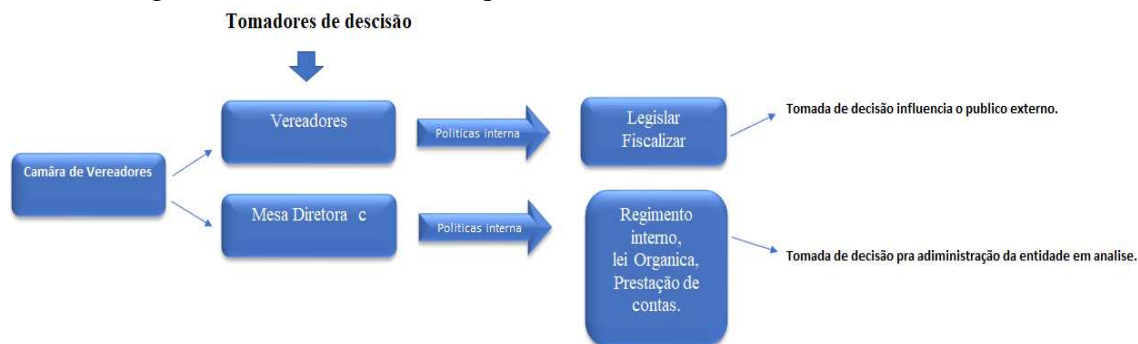 Tomadores de descisão
Vereadores
Politicas interna
Legislar
Fiscalizar
Tomada de decisão influencia o publico externo.
Camâra de Vereadores
Mesa Diretora c
Politicas Interna
Regimento
interno,
lei Organica,
Prestação de
contas.
Tomada de decisão pra adiministração da entidade em analise.